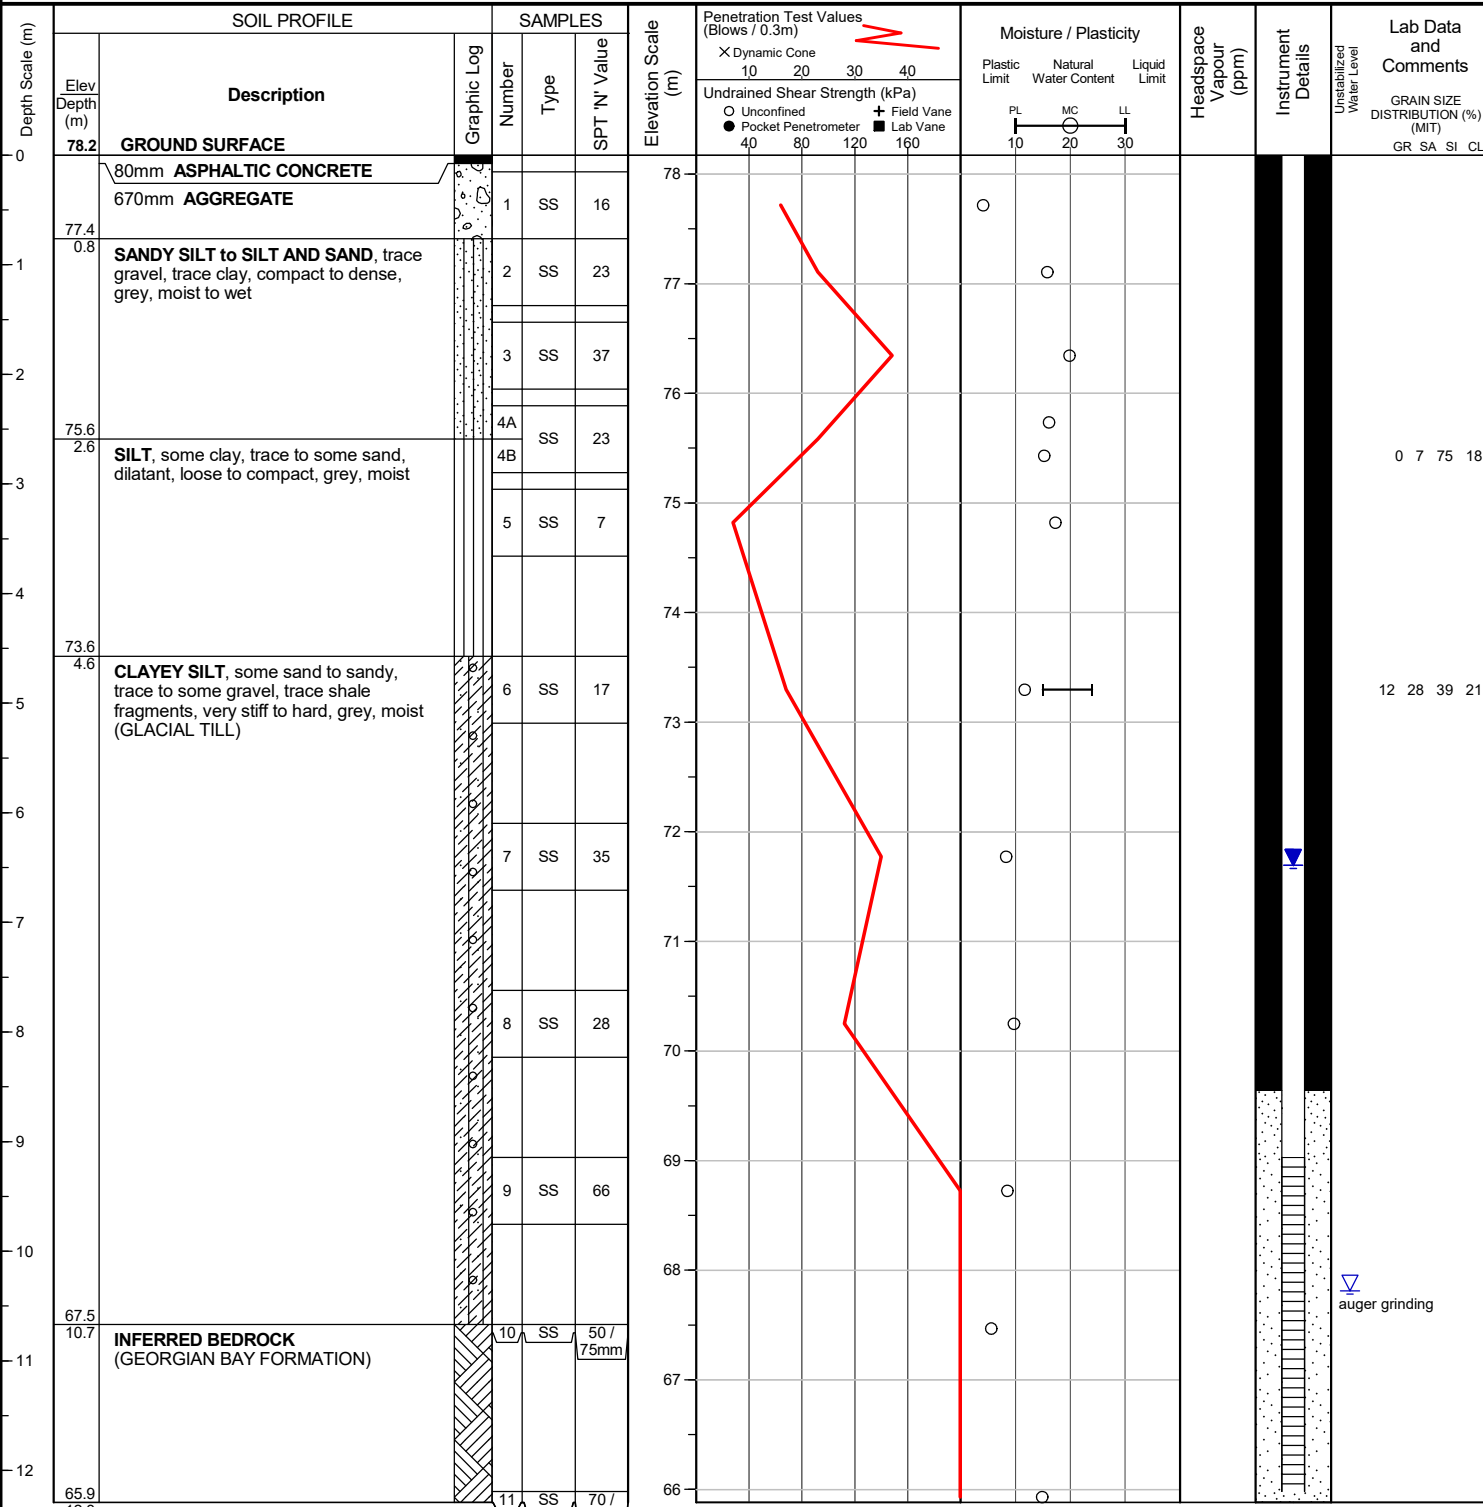 SOIL PROFILE
SAMPLES
Depth Scale (m)
Elev
Depth
(m)
Description
Graphic Log
Number
Type
SPT 'N' Value
Elevation Scale
(m)
Penetration Test Values
(Blows / 0.3m)
Dynamic Cone
10 20 30 40
Undrained Shear Strength (kPa)
Unconfined
Field Vane
Pocket Penetrometer
Lab Vane
40 80 120 160
Moisture / Plasticity
Plastic
Limit
Natural
Water Content
Liquid
Limit
PL MC LL
10 20 30
Headspace
Vapour
(ppm)
Instrument
Details
Unstabilized
Water Level
Lab Data
and
Comments
GRAIN SIZE
DISTRIBUTION (%)
(MIT)
GR SA SI CL
78.2 GROUND SURFACE
0
80mm ASPHALTIC CONCRETE
78
670mm AGGREGATE
1 SS 16
77.4
0.8
SANDY SILT to SILT AND SAND, trace
gravel, trace clay, compact to dense,
grey, moist to wet
1
2 SS 23
77
3 SS 37
2
76
4A
SS 23
75.6
2.6
SILT, some clay, trace to some sand,
dilatant, loose to compact, grey, moist
4B
0 7 75 18
3
75
5 SS 7
4
74
73.6
4.6
CLAYEY SILT, some sand to sandy,
trace to some gravel, trace shale
fragments, very stiff to hard, grey, moist
(GLACIAL TILL)
6 SS 17
12 28 39 21
5
73
6
72
7 SS 35
7
71
8
8 SS 28
70
9
69
9 SS 66
10
68
auger grinding
67.5
10.7
INFERRED BEDROCK
(GEORGIAN BAY FORMATION)
10 SS 50 /
75mm
11
67
12
66
65.9
11 SS 70 /